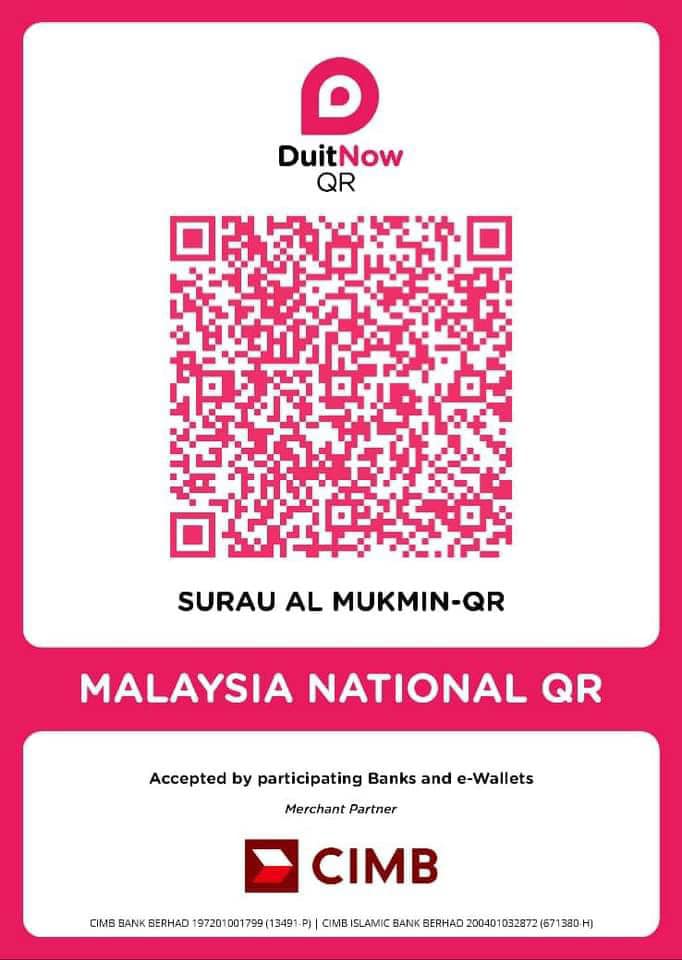 DuitNow
QR
SURAU AL MUKMIN-QR
MALAYSIA NATIONAL QR
Accepted by participating Banks and e-Wallets
Merchant Partner
CIMB
CIMB BANK BERHAD 197201001799 (13491-P) | CIMB ISLAMIC BANK BERHAD 200401032872 (671380-H)